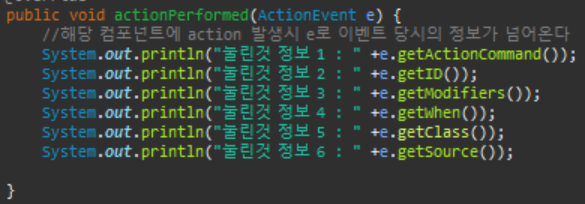 public void actionPerformed(ActionEvent e) {
//해당 컴포넌트에 action 발생시 e로 이벤트 당시의 정보가 넘어온다
System.out.println("눌린것 정보 1 : " +e.getActionCommand());
System.out.println("눌린것 정보 2 : " +e.getID());
System.out.println("눌린것 정보 3 : " +e.getModifiers());
System.out.println("눌린것 정보 4 : " +e.getWhen());
System.out.println("눌린것 정보 5 : " +e.getClass());
System.out.println("눌린것 정보 6 : " +e.getSource());
}